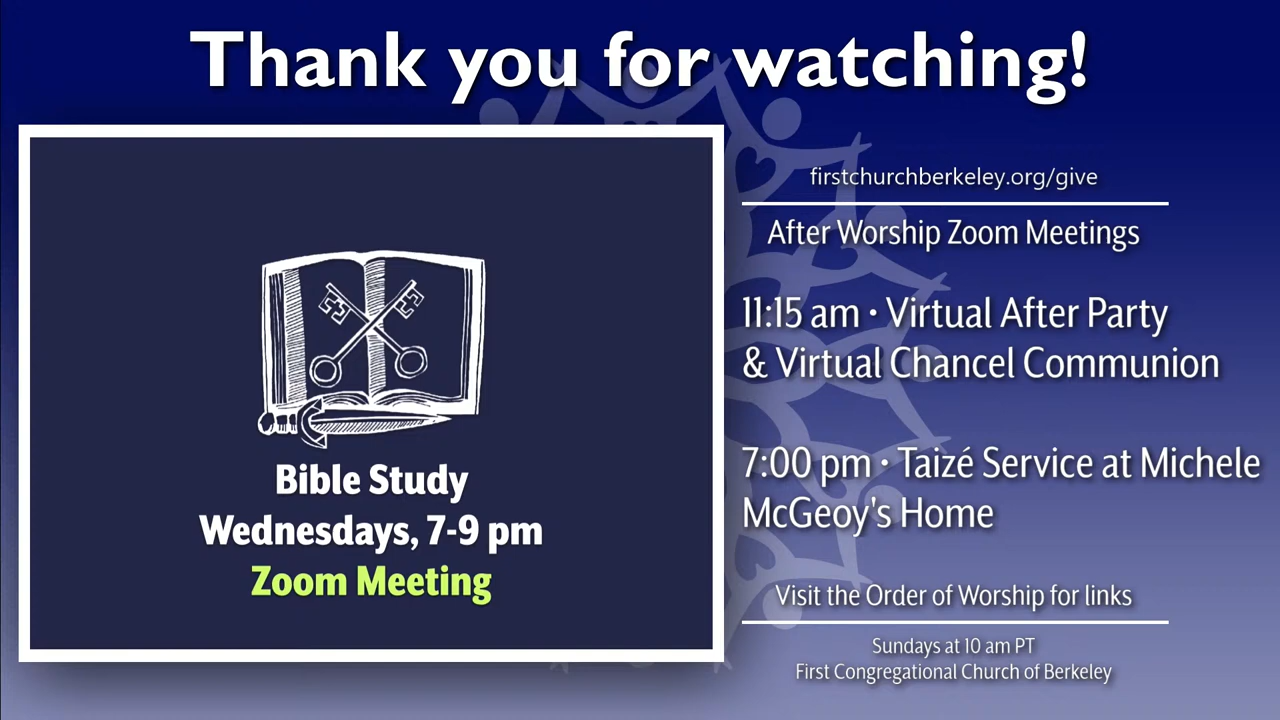 Thank you for watching!
Bible Study
Wednesdays, 7-9 pm
Zoom Meeting
firstchurchberkeley.org/give
After Worship Zoom Meetings
11:15 am • Virtual After Party
& Virtual Chancel Communion
7:00 pm • Taizé Service at Michele
McGeoy's Home
Visit the Order of Worship for links
Sundays at 10 am PT
First Congregational Church of Berkeley